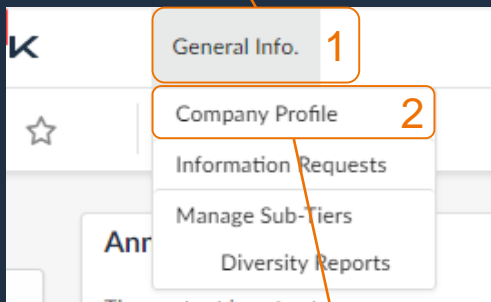 K
General Info. 1
Company Profile 2
Information Requests
Manage Sub-Tiers
Ann
Diversity Reports